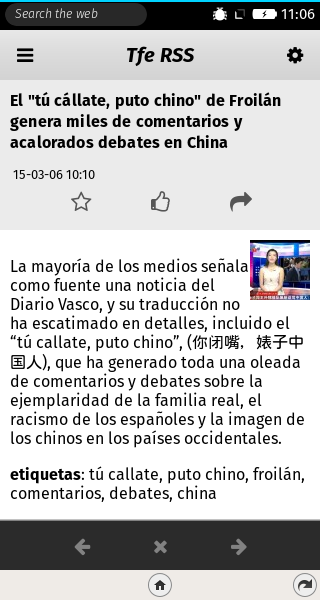 Search the web
11:06
Tfe RSS
El "tú cállate, puto chino" de Froilán
genera miles de comentarios y
acalorados debates en China
15-03-06 10:10
La mayoría de los medios señala
como fuente una noticia del
Diario Vasco, y su traducción no
ha escatimado en detalles, incluido el
“tú callate, puto chino”, (你闭嘴，婊子中
国人), que ha generado toda una oleada
de comentarios y debates sobre la
ejemplaridad de la familia real, el
racismo de los españoles y la imagen de
los chinos en los países occidentales.
etiquetas: tú callate, puto chino, froilán,
comentarios, debates, china